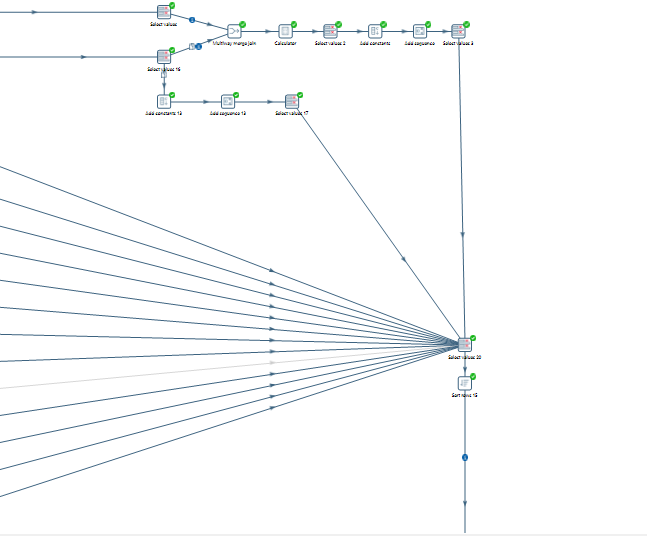 Select values
Multiway merge join
Calculator
Select values 2
Add constants
Add sequence
Select values 3
Select values 16
Add constants 13
Add sequence 13
Select values 17
Select values 20
Sort rows 15